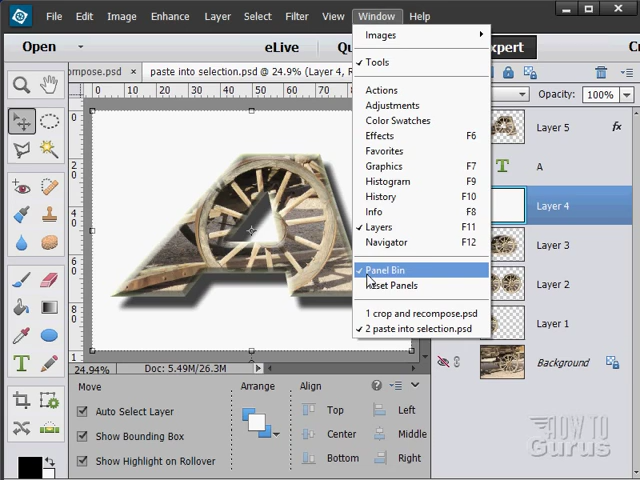 File Edit Image Enhance Layer Select Filter View Window Help
Open eLive Qu xpert Cr
compose.psd × paste into selection.psd @ 24.9% (Layer 4, R
Opacity: 100%
0 10 20 30 40 50 60 70 80
Images
Tools
Actions
Adjustments
Color Swatches
Effects F6
Favorites
Graphics F7
Histogram F9
History F10
Info F8
Layers F11
Navigator F12
Panel Bin
Reset Panels
1 crop and recompose.psd
2 paste into selection.psd
Layer 5 fx
T A
Layer 4
Layer 3
Layer 2
Layer 1
Background
A
24.94% Doc: 5.49M/26.3M
Move Arrange Align
Auto Select Layer
Show Bounding Box
Show Highlight on Rollover
Top Left
Center Middle
Bottom Right
HOW TO
Gurus